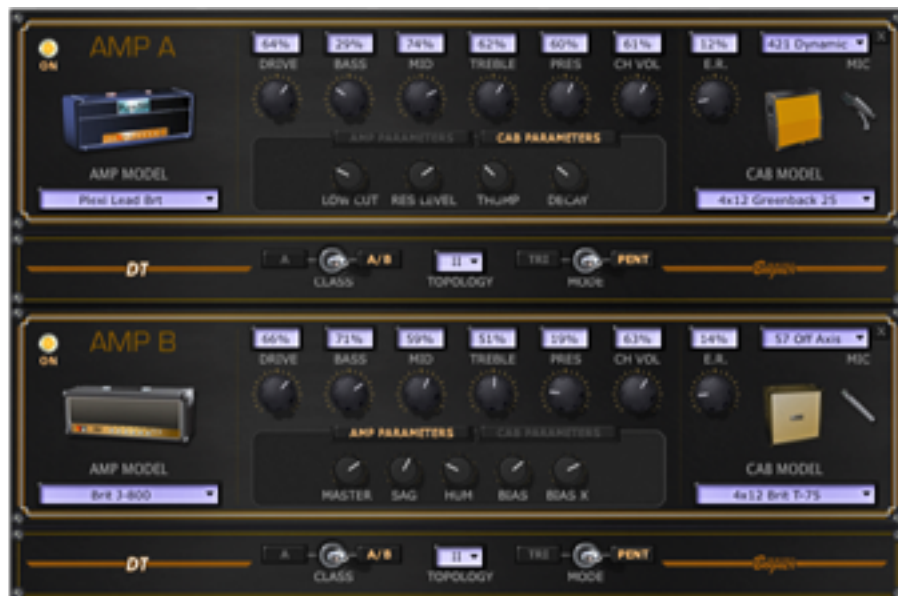 AMP A
ON
64% 29% 74% 62% 60% 61% 12% 421 Dynamic X
DRIVE BASS MID TREBLE PRES CH VOL E.R. MIC
AMP PARAMETERS CAB PARAMETERS
AMP MODEL LOW CUT RES LEVEL THUMP DECAY CAB MODEL
Plexi Lead Brt 4x12 Greenback 25
DT A A/B II TRI PENT Bogner
CLASS TOPOLOGY MODE
AMP B
ON
66% 71% 59% 51% 19% 63% 14% 57 Off Axis X
DRIVE BASS MID TREBLE PRES CH VOL E.R. MIC
AMP PARAMETERS CAB PARAMETERS
AMP MODEL MASTER SAG HUM BIAS BIAS X CAB MODEL
Brit J-800 4x12 Brit T-75
DT A A/B II TRI PENT Bogner
CLASS TOPOLOGY MODE